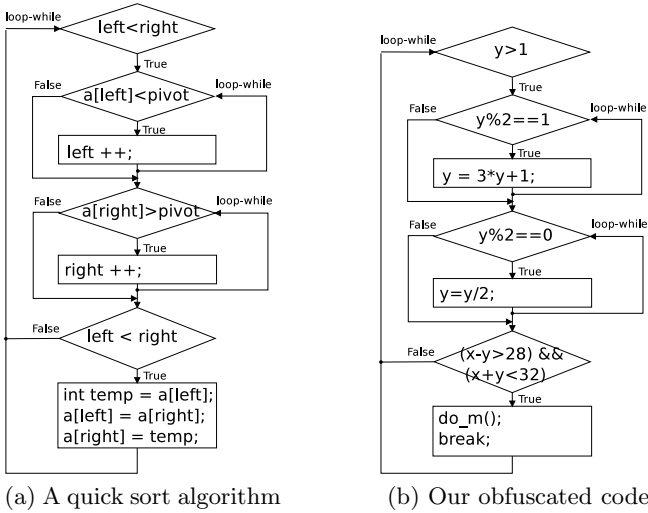 loop-while
left<right
True
False
loop-while
a[left]<pivot
True
left ++;
False
loop-while
a[right]>pivot
True
right ++;
False
left < right
True
int temp = a[left];
a[left] = a[right];
a[right] = temp;
(a) A quick sort algorithm
loop-while
y>1
True
False
loop-while
y%2==1
True
y = 3*y+1;
loop-while
False
y%2==0
True
y=y/2;
False
(x-y>28) &&
(x+y<32)
True
do_m();
break;
(b) Our obfuscated code